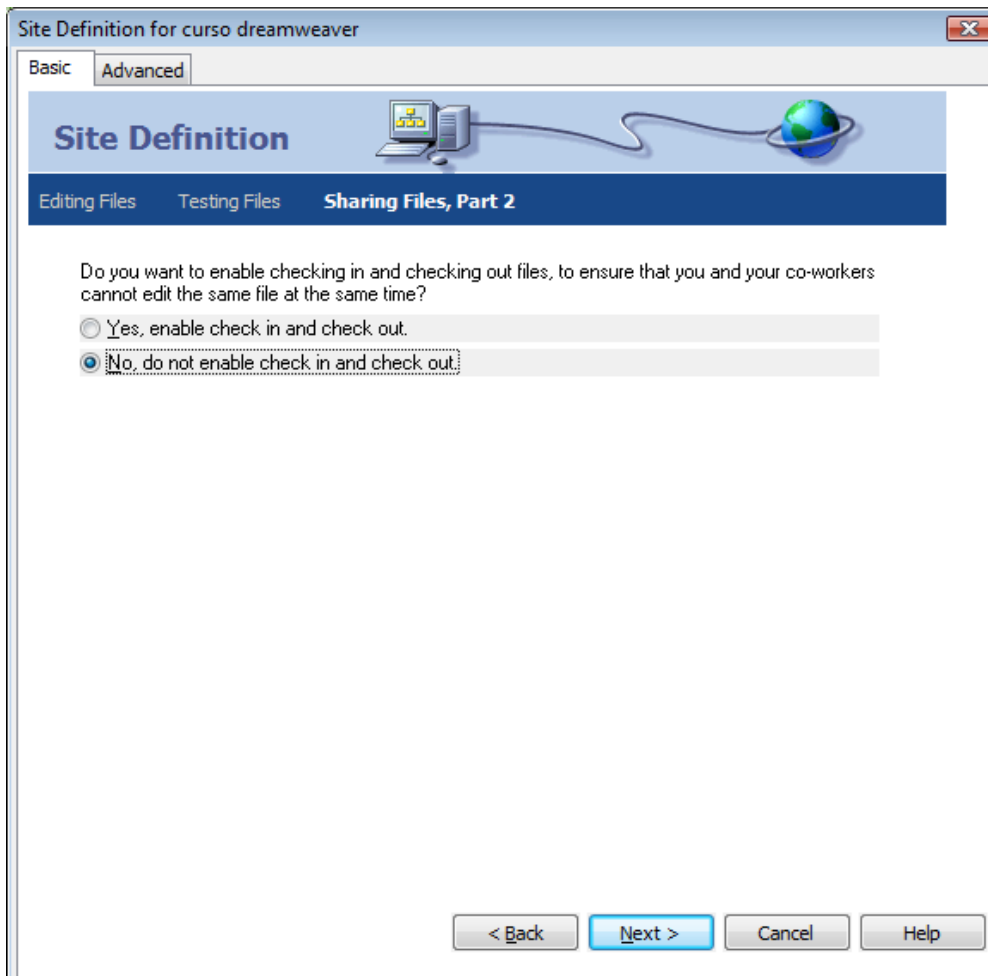 Site Definition for curso dreamweaver
Basic Advanced
Site Definition
Editing Files Testing Files Sharing Files, Part 2
Do you want to enable checking in and checking out files, to ensure that you and your co-workers
cannot edit the same file at the same time?
Yes, enable check in and check out.
No, do not enable check in and check out.
< Back Next > Cancel Help